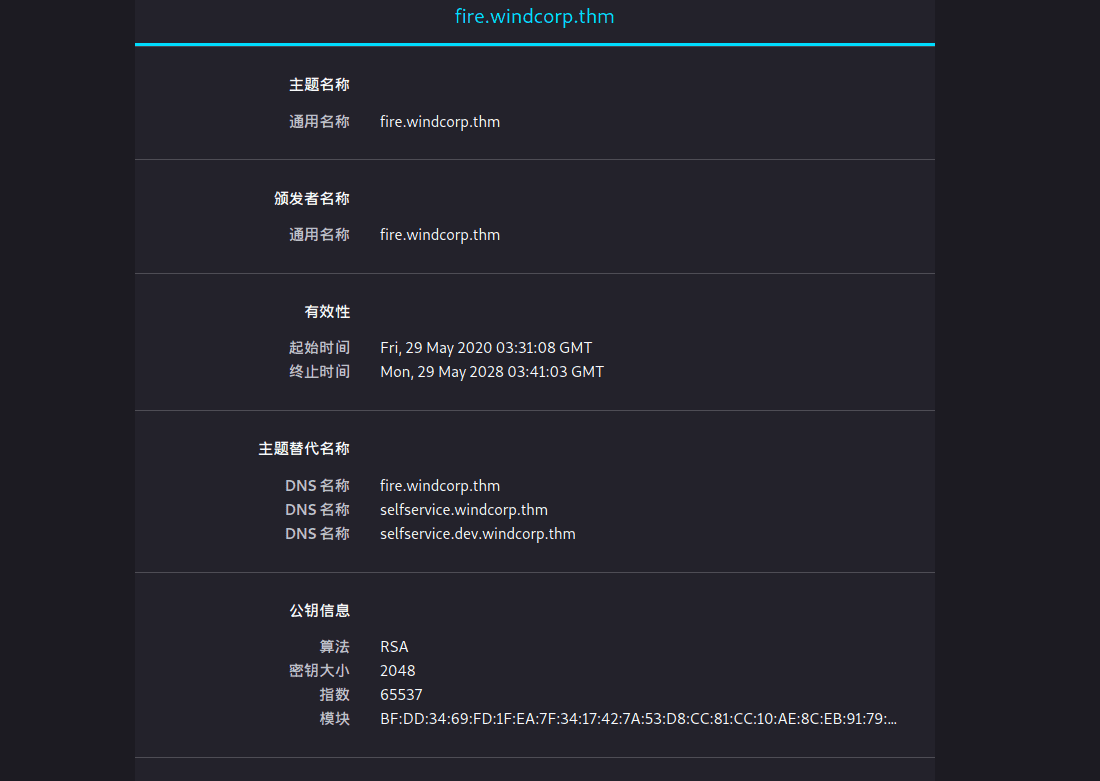 fire.windcorp.thm
主题名称
通用名称 fire.windcorp.thm
颁发者名称
通用名称 fire.windcorp.thm
有效性
起始时间 Fri, 29 May 2020 03:31:08 GMT
终止时间 Mon, 29 May 2028 03:41:03 GMT
主题替代名称
DNS 名称 fire.windcorp.thm
DNS 名称 selfservice.windcorp.thm
DNS 名称 selfservice.dev.windcorp.thm
公钥信息
算法 RSA
密钥大小 2048
指数 65537
模块 BF:DD:34:69:FD:1F:EA:7F:34:17:42:7A:53:D8:CC:81:CC:10:AE:8C:EB:91:79:...